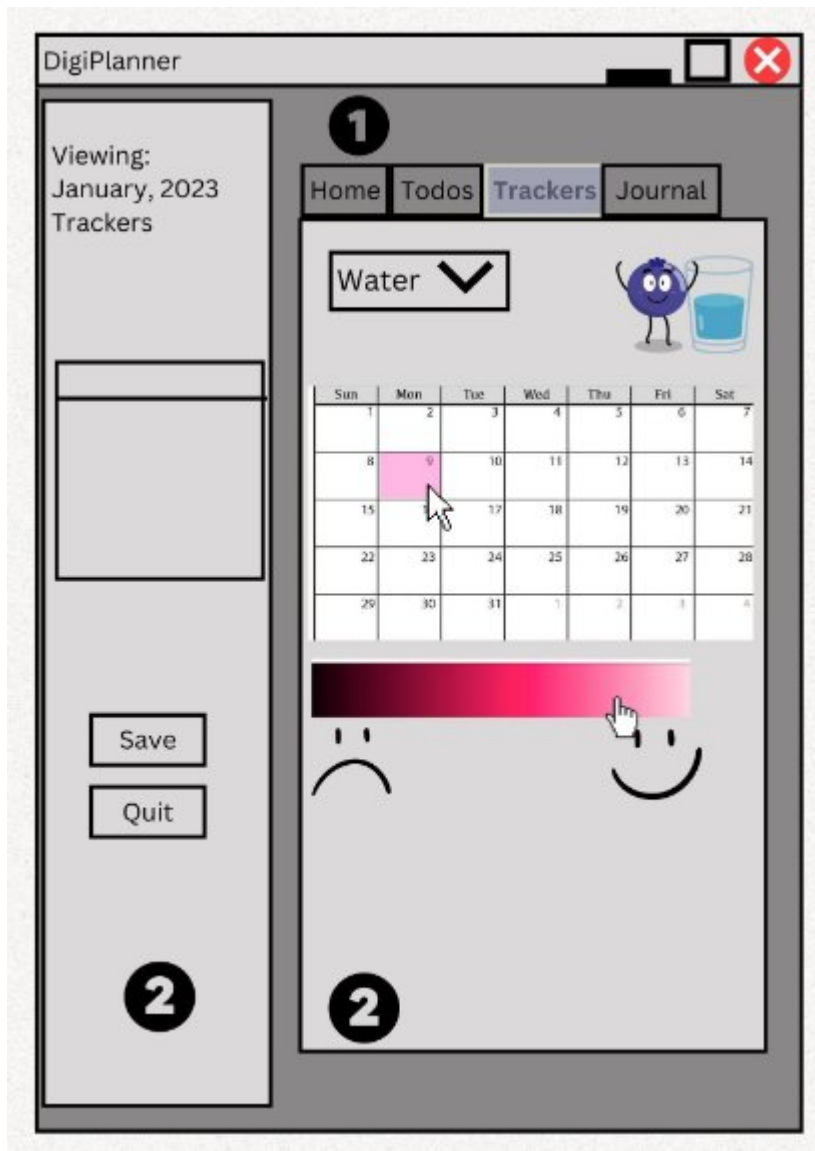 DigiPlanner
1
Viewing:
January, 2023
Trackers
Home Todos Trackers Journal
Water
Sun Mon Tue Wed Thu Fri Sat
1 2 3 4 5 6 7
8 9 10 11 12 13 14
15 17 18 19 20 21
22 23 24 25 26 27 28
29 30 31 1 2 3 4
Save
Quit
2
2